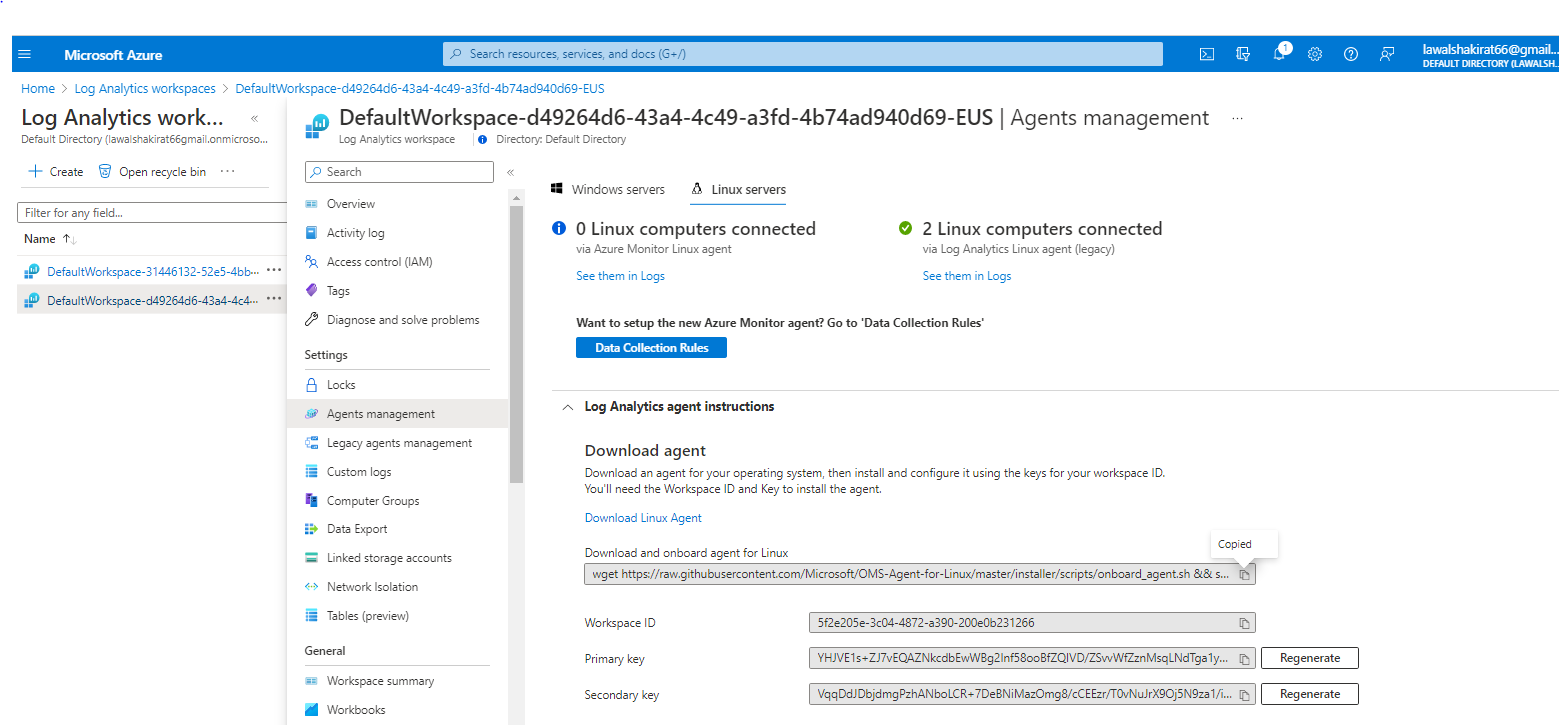 Microsoft Azure
Search resources, services, and docs (G+/)
1
lawalshakirat66@gmail...
DEFAULT DIRECTORY (LAWALSH...
Home > Log Analytics workspaces > DefaultWorkspace-d49264d6-43a4-4c49-a3fd-4b74ad940d69-EUS
Log Analytics work...
Default Directory (lawalshakirat66gmail.onmicroso...
Create
Open recycle bin
Filter for any field...
Name
DefaultWorkspace-31446132-52e5-4bb...
DefaultWorkspace-d49264d6-43a4-4c4...
DefaultWorkspace-d49264d6-43a4-4c49-a3fd-4b74ad940d69-EUS | Agents management
Log Analytics workspace
Directory: Default Directory
Search
Overview
Activity log
Access control (IAM)
Tags
Diagnose and solve problems
Settings
Locks
Agents management
Legacy agents management
Custom logs
Computer Groups
Data Export
Linked storage accounts
Network Isolation
Tables (preview)
General
Workspace summary
Workbooks
Windows servers
Linux servers
0 Linux computers connected
via Azure Monitor Linux agent
See them in Logs
2 Linux computers connected
via Log Analytics Linux agent (legacy)
See them in Logs
Want to setup the new Azure Monitor agent? Go to 'Data Collection Rules'
Data Collection Rules
Log Analytics agent instructions
Download agent
Download an agent for your operating system, then install and configure it using the keys for your workspace ID.
You'll need the Workspace ID and Key to install the agent.
Download Linux Agent
Copied
Download and onboard agent for Linux
wget https://raw.githubusercontent.com/Microsoft/OMS-Agent-for-Linux/master/installer/scripts/onboard_agent.sh && s...
Workspace ID
5f2e205e-3c04-4872-a390-200e0b231266
Primary key
YHJVE1s+ZJ7vEQAZNkcdbEwWBg2Inf58ooBfZQIVD/ZSvvWfZznMsqLNdTga1y...
Regenerate
Secondary key
VqqDdJDbjdmgPzhANboLCR+7DeBNiMazOmg8/cCEEzr/T0vNuJrX9Oj5N9za1/i...
Regenerate